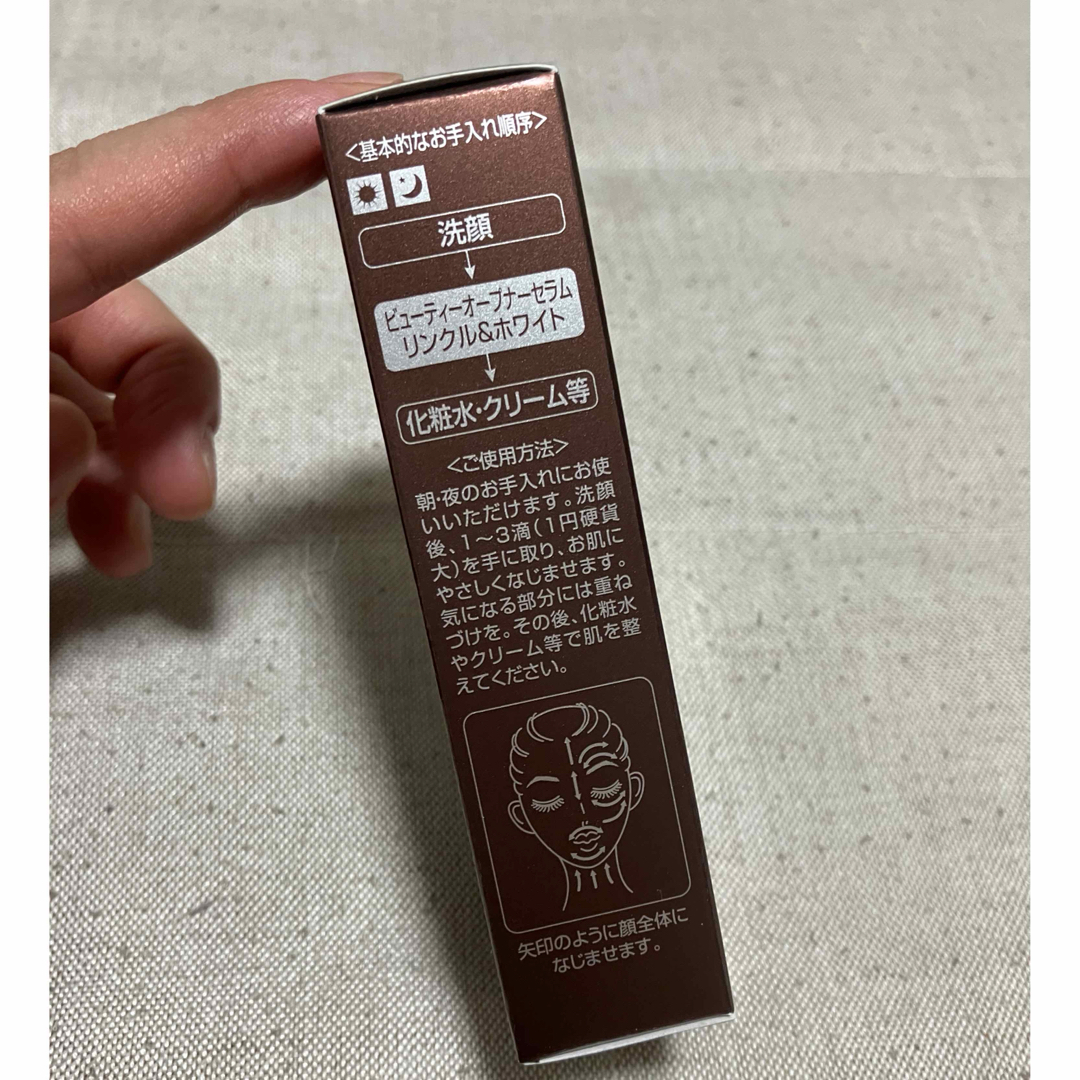 <基本的なお手入れ順序>
洗顔
ビューティーオープナーセラム
リンクル&ホワイト
化粧水・クリーム等
<ご使用方法>
朝・夜のお手入れにお使
いいただけます。洗顔
後、1〜3滴(1円硬貨
大)を手に取り、お肌に
やさしくなじませます。
気になる部分には重ね
づけを。その後、化粧水
やクリーム等で肌を整
えてください。
矢印のように顔全体に
なじませます。